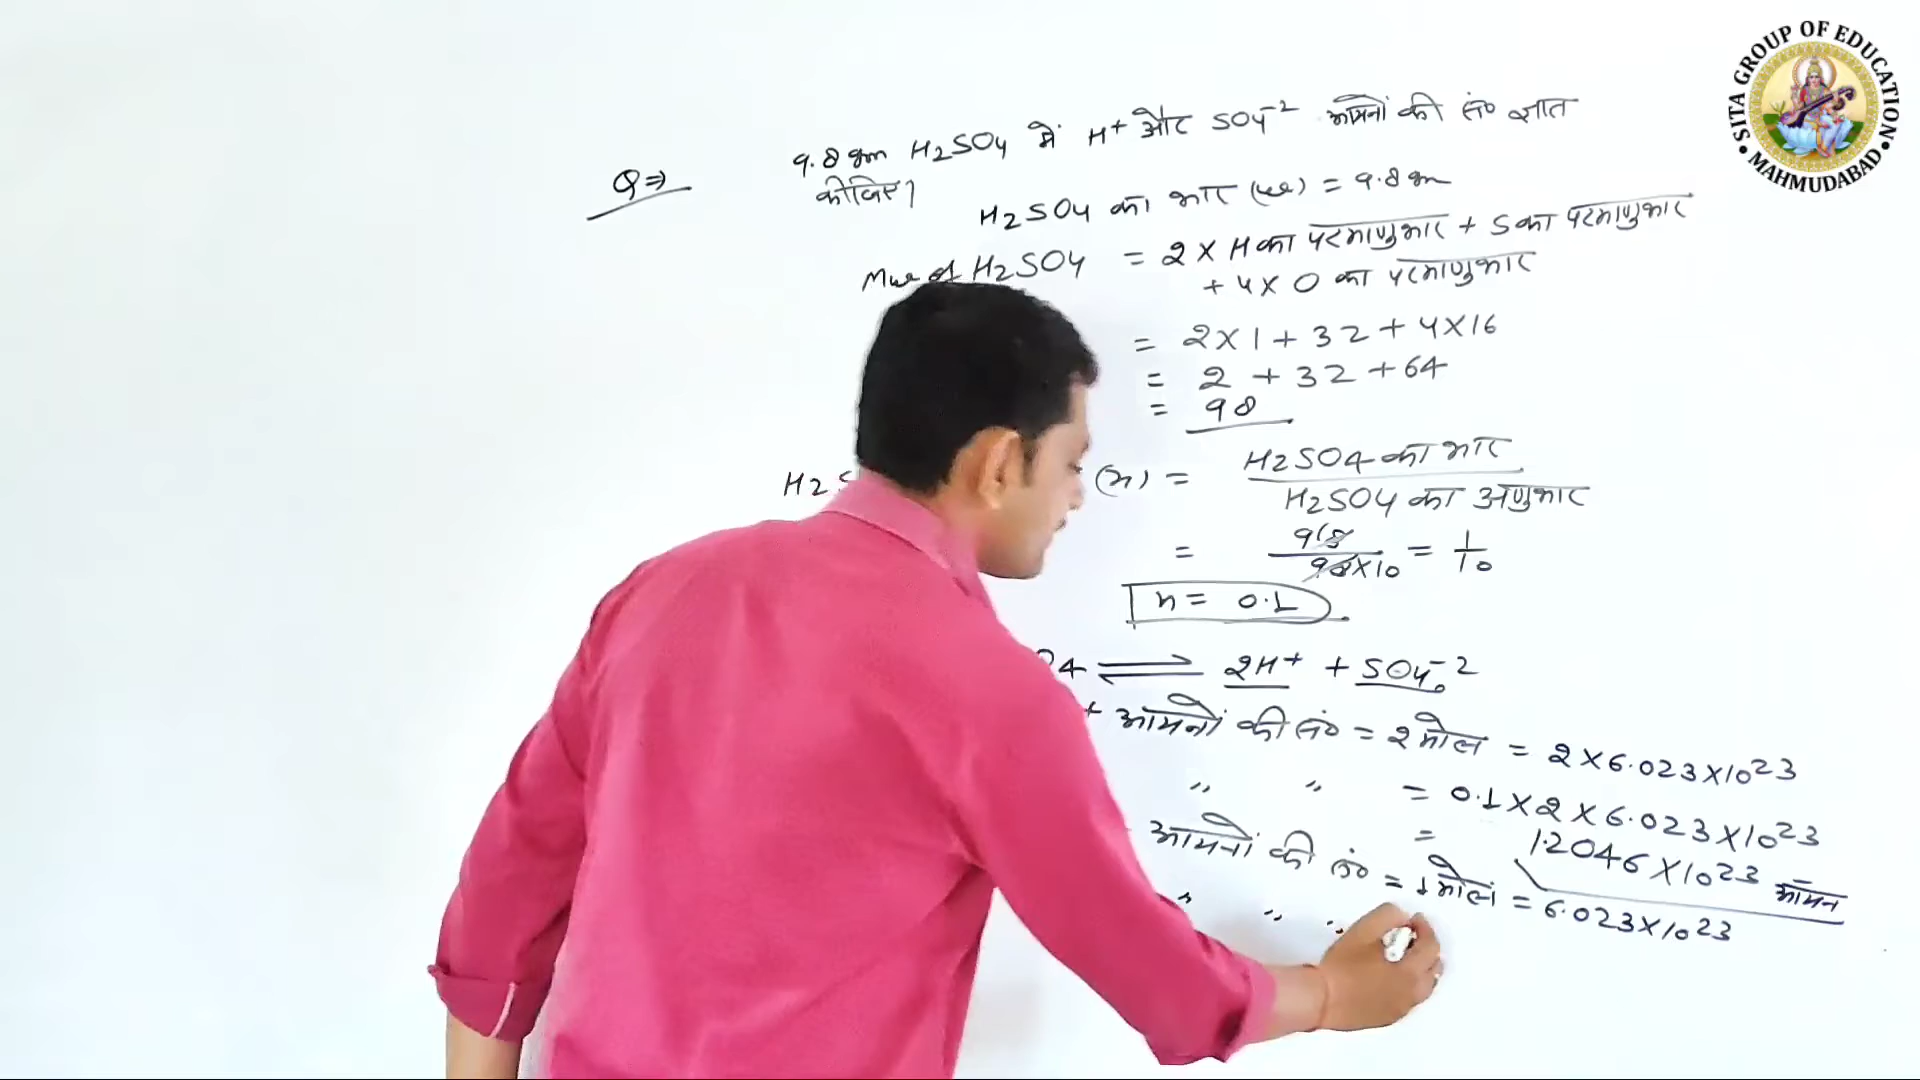 SITA GROUP OF EDUCATION
• MAHMUDABAD •
Q ⇒ 9.8 gm H2SO4 में H+ और SO4-2 आयनों की सं० ज्ञात
कीजिए।
H2SO4 का भार (w) = 9.8 gm
Mw of H2SO4 = 2 × H का परमाणुभार + S का परमाणुभार
+ 4 × O का परमाणुभार
= 2 × 1 + 32 + 4 × 16
= 2 + 32 + 64
= 98
H2S (n) = H2SO4 का भार
H2SO4 का अणुभार
= 98 / 98 × 10 = 1/10
n = 0.1
O4 ⇌ 2H+ + SO4-2
+ आयनों की सं० = 2 मोल = 2 × 6.023 × 10^23
" " = 0.1 × 2 × 6.023 × 10^23
= 1.2046 × 10^23 आयन
आयनों की सं० = 1 मोल = 6.023 × 10^23
" " "